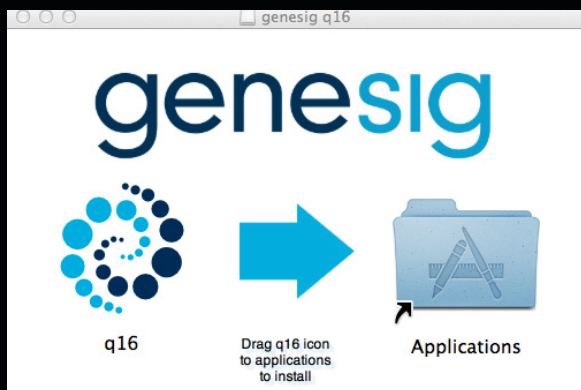 genesig q16
genesig
q16
Drag q16 icon
to applications
to install
Applications